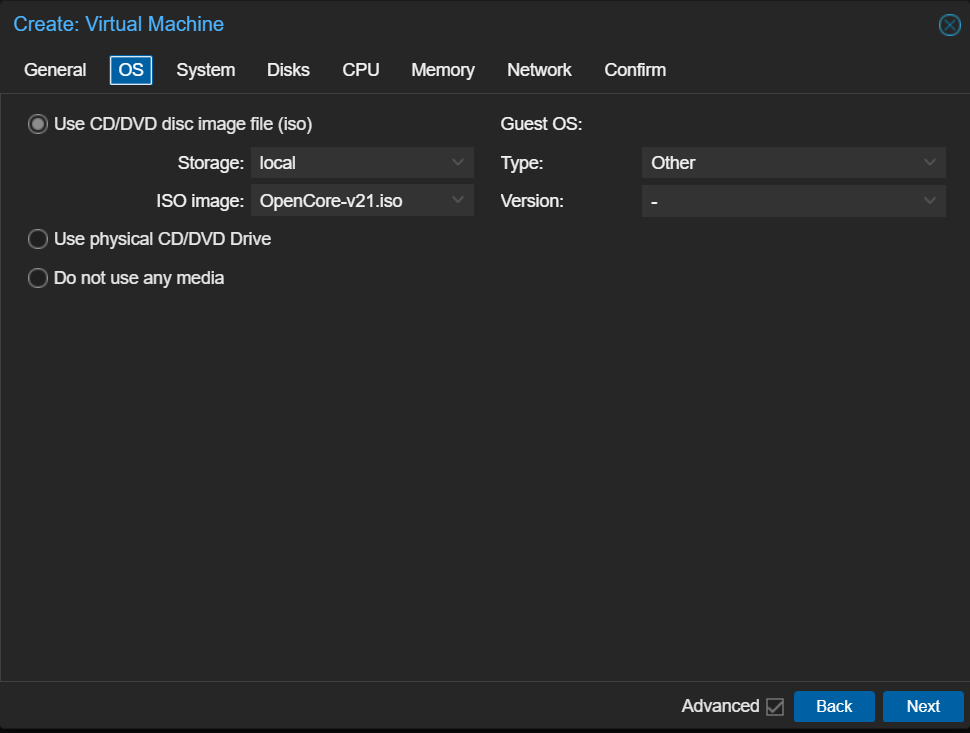 Create: Virtual Machine
General OS System Disks CPU Memory Network Confirm
Use CD/DVD disc image file (iso)
Storage: local
ISO image: OpenCore-v21.iso
Use physical CD/DVD Drive
Do not use any media
Guest OS:
Type: Other
Version: -
Advanced Back Next